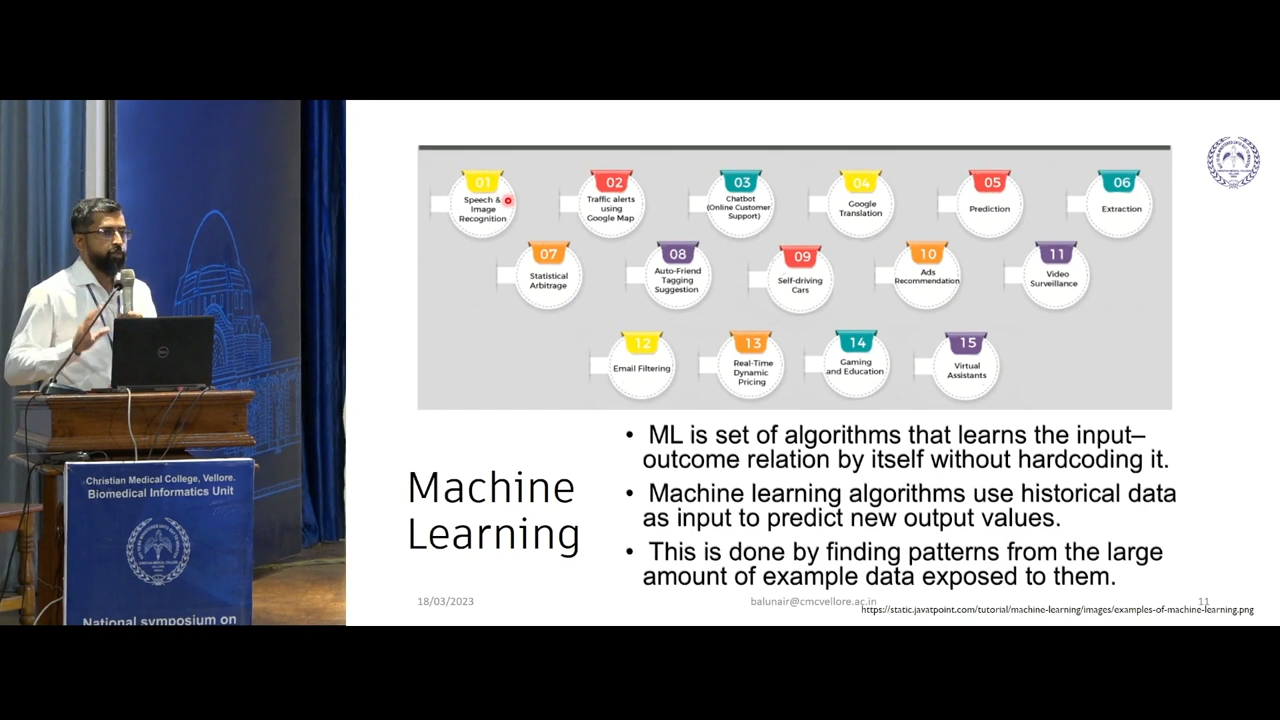 01
Speech &
Image
Recognition
02
Traffic alerts
using
Google Map
03
Chatbot
(Online Customer
Support)
04
Google
Translation
05
Prediction
06
Extraction
07
Statistical
Arbitrage
08
Auto-Friend
Tagging
Suggestion
09
Self-driving
Cars
10
Ads
Recommendation
11
Video
Surveillance
12
Email Filtering
13
Real-Time
Dynamic
Pricing
14
Gaming
and Education
15
Virtual
Assistants
Machine
Learning
• ML is set of algorithms that learns the input–
outcome relation by itself without hardcoding it.
• Machine learning algorithms use historical data
as input to predict new output values.
• This is done by finding patterns from the large
amount of example data exposed to them.
18/03/2023
balunair@cmcvellore.ac.in
11
https://static.javatpoint.com/tutorial/machine-learning/images/examples-of-machine-learning.png
DELL
Christian Medical College, Vellore.
Biomedical Informatics Unit
National symposium on